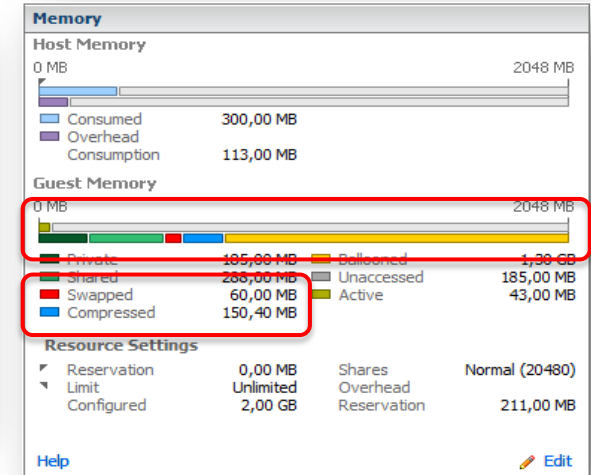 Memory
Host Memory
0 MB 2048 MB
Consumed 300,00 MB
Overhead
Consumption 113,00 MB
Guest Memory
0 MB 2048 MB
Private 185,00 MB Ballooned 1,30 GB
Shared 288,00 MB Unaccessed 185,00 MB
Swapped 60,00 MB Active 43,00 MB
Compressed 150,40 MB
Resource Settings
Reservation 0,00 MB Shares Normal (20480)
Limit Unlimited Overhead
Configured 2,00 GB Reservation 211,00 MB
Help Edit